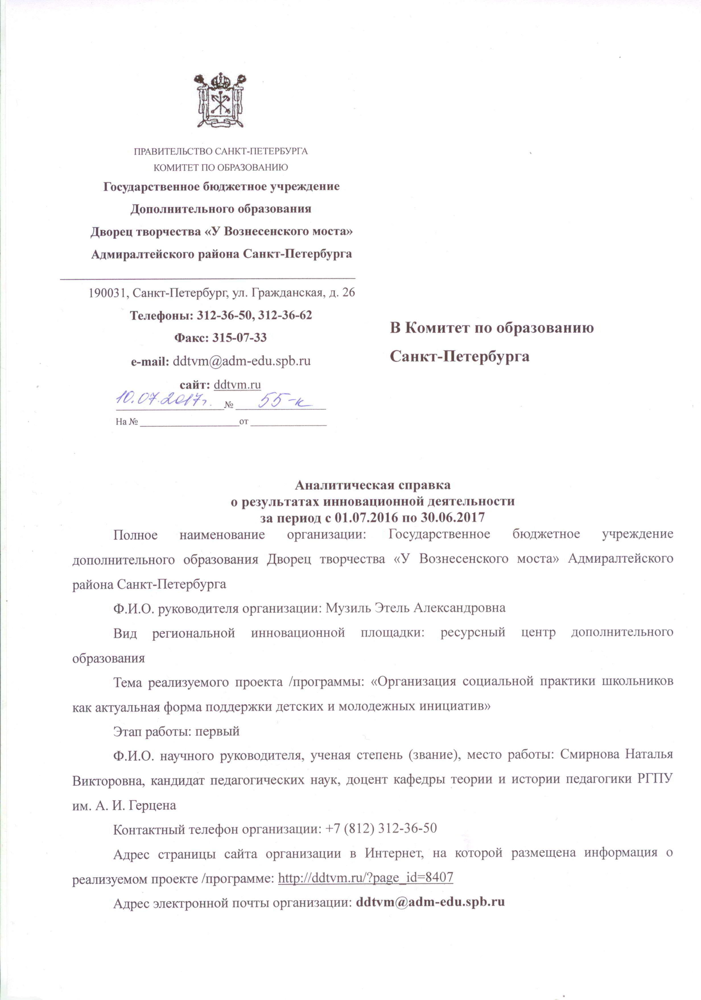 ПРАВИТЕЛЬСТВО САНКТ-ПЕТЕРБУРГА
КОМИТЕТ ПО ОБРАЗОВАНИЮ
Государственное бюджетное учреждение
Дополнительного образования
Дворец творчества «У Вознесенского моста»
Адмиралтейского района Санкт-Петербурга
190031, Санкт-Петербург, ул. Гражданская, д. 26
Телефоны: 312-36-50, 312-36-62
Факс: 315-07-33
e-mail: ddtvm@adm-edu.spb.ru
сайт: ddtvm.ru
10.07.2017г. № 55-к
На № от
В Комитет по образованию
Санкт-Петербурга
Аналитическая справка
о результатах инновационной деятельности
за период с 01.07.2016 по 30.06.2017
Полное наименование организации: Государственное бюджетное учреждение
дополнительного образования Дворец творчества «У Вознесенского моста» Адмиралтейского
района Санкт-Петербурга
Ф.И.О. руководителя организации: Музиль Этель Александровна
Вид региональной инновационной площадки: ресурсный центр дополнительного
образования
Тема реализуемого проекта /программы: «Организация социальной практики школьников
как актуальная форма поддержки детских и молодежных инициатив»
Этап работы: первый
Ф.И.О. научного руководителя, ученая степень (звание), место работы: Смирнова Наталья
Викторовна, кандидат педагогических наук, доцент кафедры теории и истории педагогики РГПУ
им. А. И. Герцена
Контактный телефон организации: +7 (812) 312-36-50
Адрес страницы сайта организации в Интернет, на которой размещена информация о
реализуемом проекте /программе: http://ddtvm.ru/?page_id=8407
Адрес электронной почты организации: ddtvm@adm-edu.spb.ru